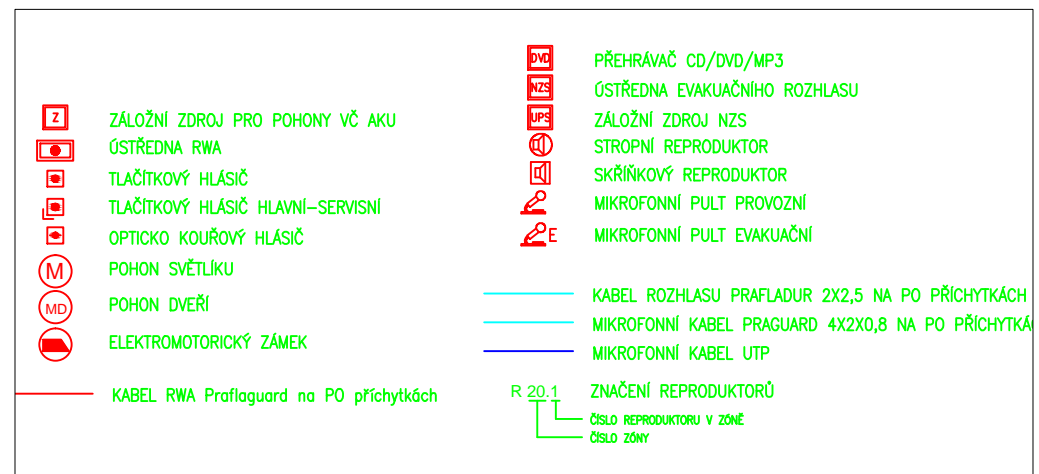 Z ZÁLOŽNÍ ZDROJ PRO POHONY VČ AKU
ÚSTŘEDNA RWA
TLAČÍTKOVÝ HLÁSIČ
TLAČÍTKOVÝ HLÁSIČ HLAVNÍ-SERVISNÍ
OPTICKO KOUŘOVÝ HLÁSIČ
M POHON SVĚTLÍKU
MD POHON DVEŘÍ
ELEKTROMOTORICKÝ ZÁMEK
KABEL RWA Praflaguard na PO příchytkách
DVD PŘEHRÁVAČ CD/DVD/MP3
NZS ÚSTŘEDNA EVAKUAČNÍHO ROZHLASU
UPS ZÁLOŽNÍ ZDROJ NZS
STROPNÍ REPRODUKTOR
SKŘÍŇKOVÝ REPRODUKTOR
MIKROFONNÍ PULT PROVOZNÍ
E MIKROFONNÍ PULT EVAKUAČNÍ
KABEL ROZHLASU PRAFLADUR 2X2,5 NA PO PŘÍCHYTKÁCH
MIKROFONNÍ KABEL PRAGUARD 4X2X0,8 NA PO PŘÍCHYTKÁ
MIKROFONNÍ KABEL UTP
R 20.1 ZNAČENÍ REPRODUKTORŮ
ČÍSLO REPRODUKTORU V ZÓNĚ
ČÍSLO ZÓNY